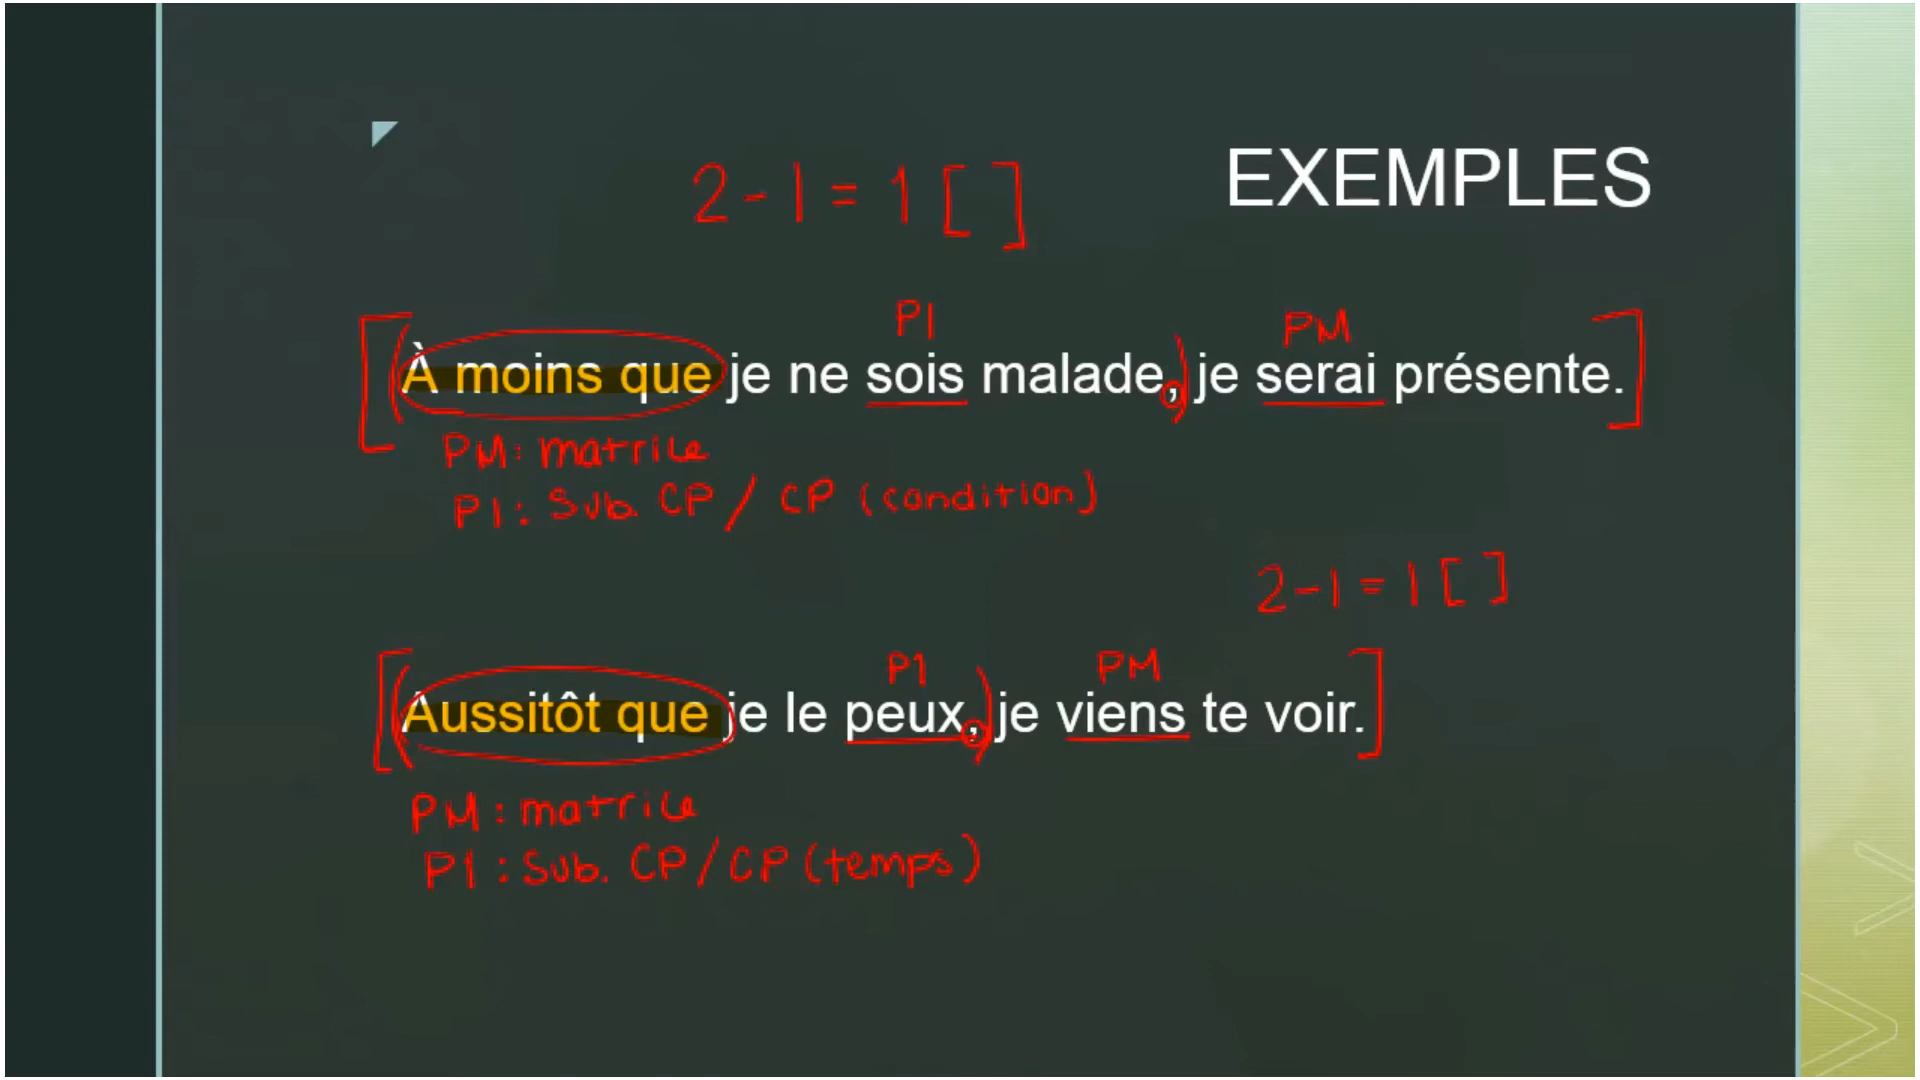 EXEMPLES
2-1=1 [ ]
P1 PM
[(À moins que je ne sois malade,) je serai présente.]
PM: matrice
P1: Sub. CP / CP (condition)
2-1=1 [ ]
P1 PM
[(Aussitôt que je le peux,) je viens te voir.]
PM: matrice
P1: Sub. CP/CP (temps)